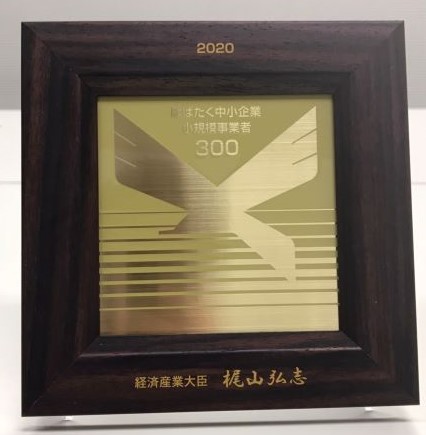 2020
はばたく中小企業
小規模事業者
300
経済産業大臣 梶山弘志